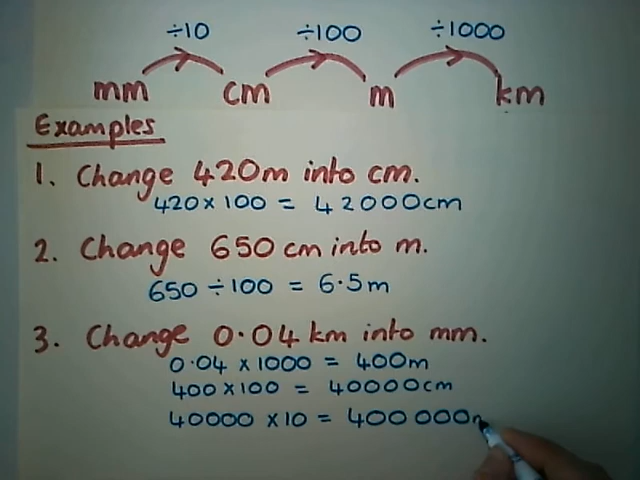 ÷10 ÷100 ÷1000
mm cm m km
Examples
1. Change 420m into cm.
420 x 100 = 42000cm
2. Change 650 cm into m.
650 ÷ 100 = 6.5m
3. Change 0.04 km into mm.
0.04 x 1000 = 400m
400 x 100 = 40000cm
40000 x 10 = 400 000